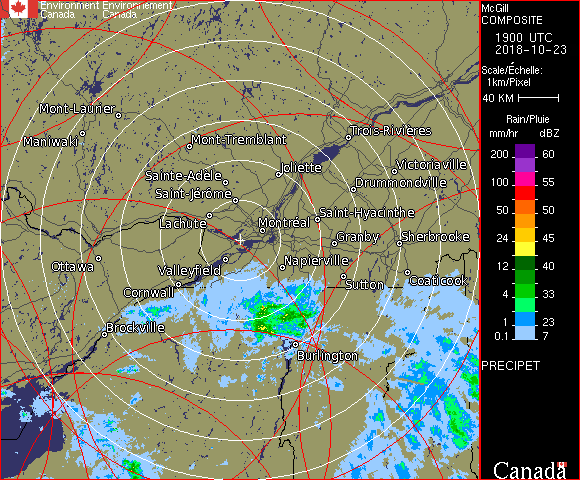 Environment Environnement
Canada Canada
McGill
COMPOSITE
1900 UTC
2018-10-23
Scale/Échelle:
1km/Pixel
40 KM
Rain/Pluie
mm/hr dBZ
200 60
100 55
50 50
24 45
12 40
4 33
1 23
0.1 7
PRECIPET
Canada
Mont-Laurier
Maniwaki
Mont-Tremblant
Trois-Rivières
Joliette
Victoriaville
Sainte-Adèle
Saint-Jérôme
Drummondville
Lachute
Montréal
Saint-Hyacinthe
Granby
Sherbrooke
Ottawa
Valleyfield
Napierville
Sutton
Coaticook
Cornwall
Brockville
Burlington